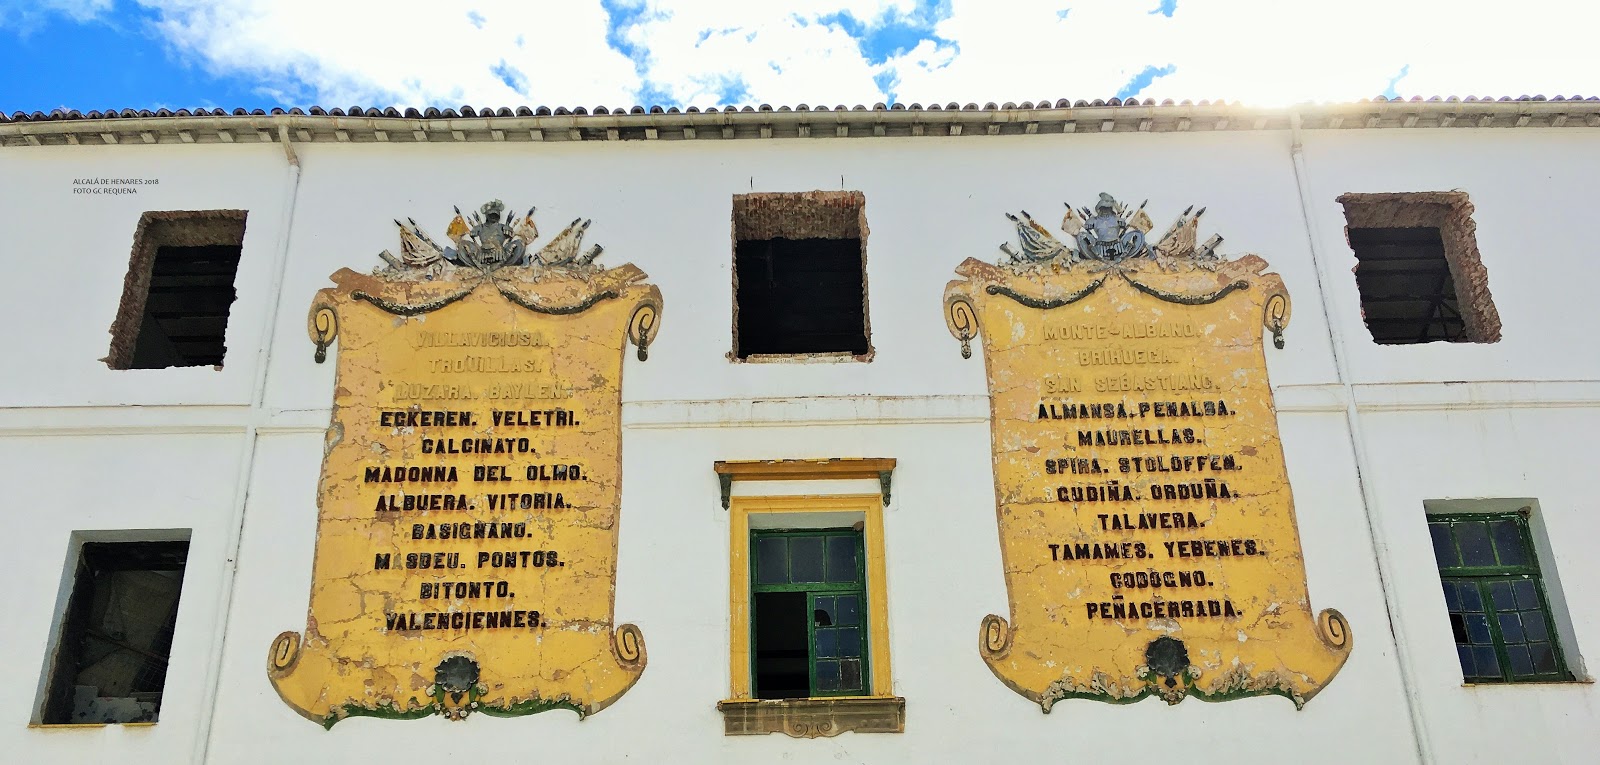 ALCALÁ DE HENARES 2018
FOTO GC REQUENA
VILLAVICIOSA.
TROUILLAS.
LUZARA. BAYLEN.
ECKEREN. VELETRI.
CALCINATO.
MADONNA DEL OLMO.
ALBUERA. VITORIA.
BASIGNANO.
MASDEU. PONTOS.
BITONTO.
VALENCIENNES.
MONTE-ALBANO.
BRIHUEGA.
SAN SEBASTIANO.
ALMANSA. PENALBA.
MAURELLAS.
SPIRA. STOLOFFEN.
GUDIÑA. ORDUÑA.
TALAVERA.
TAMAMES. YEBENES.
CODOGNO.
PEÑACERRADA.